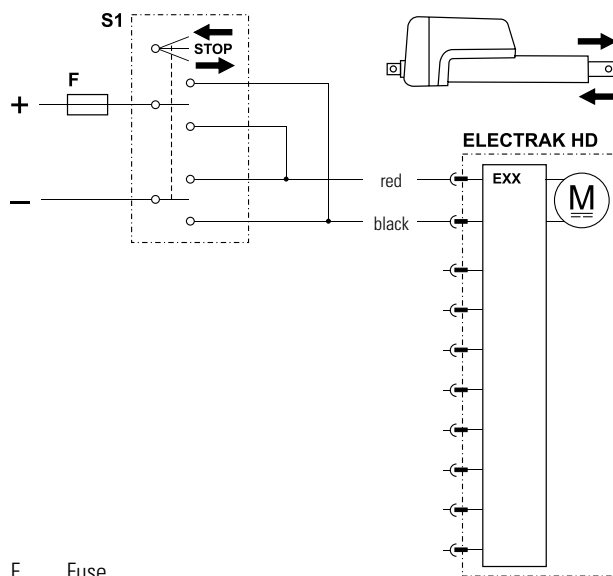 S1
STOP
F
+
−
ELECTRAK HD
red
EXX
M
black
F Fuse